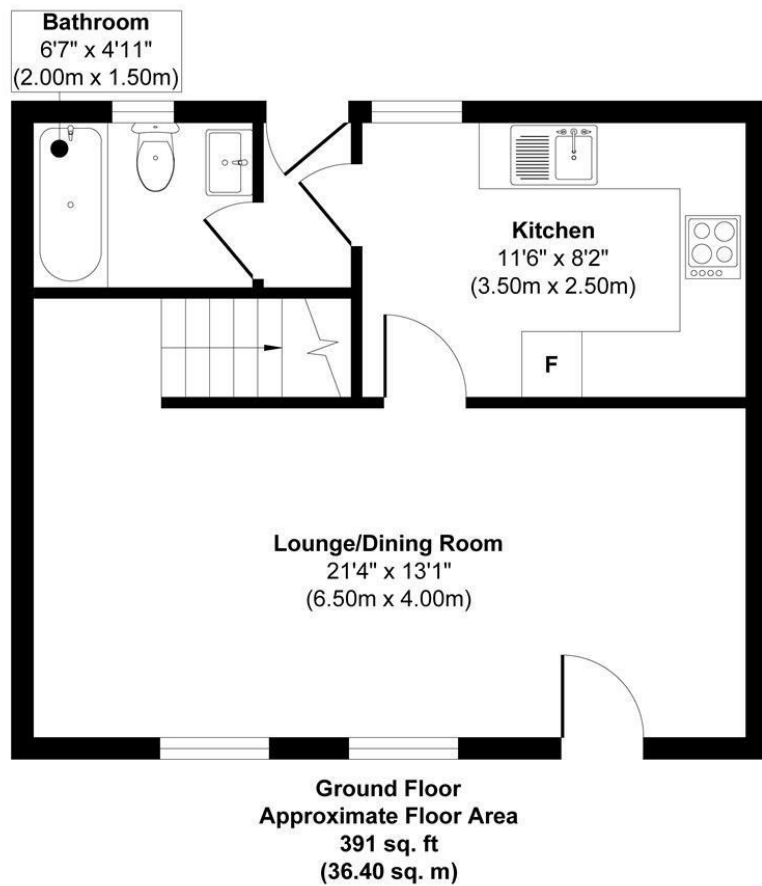 Bathroom
6'7" x 4'11"
(2.00m x 1.50m)
Kitchen
11'6" x 8'2"
(3.50m x 2.50m)
F
Lounge/Dining Room
21'4" x 13'1"
(6.50m x 4.00m)
Ground Floor
Approximate Floor Area
391 sq. ft
(36.40 sq. m)